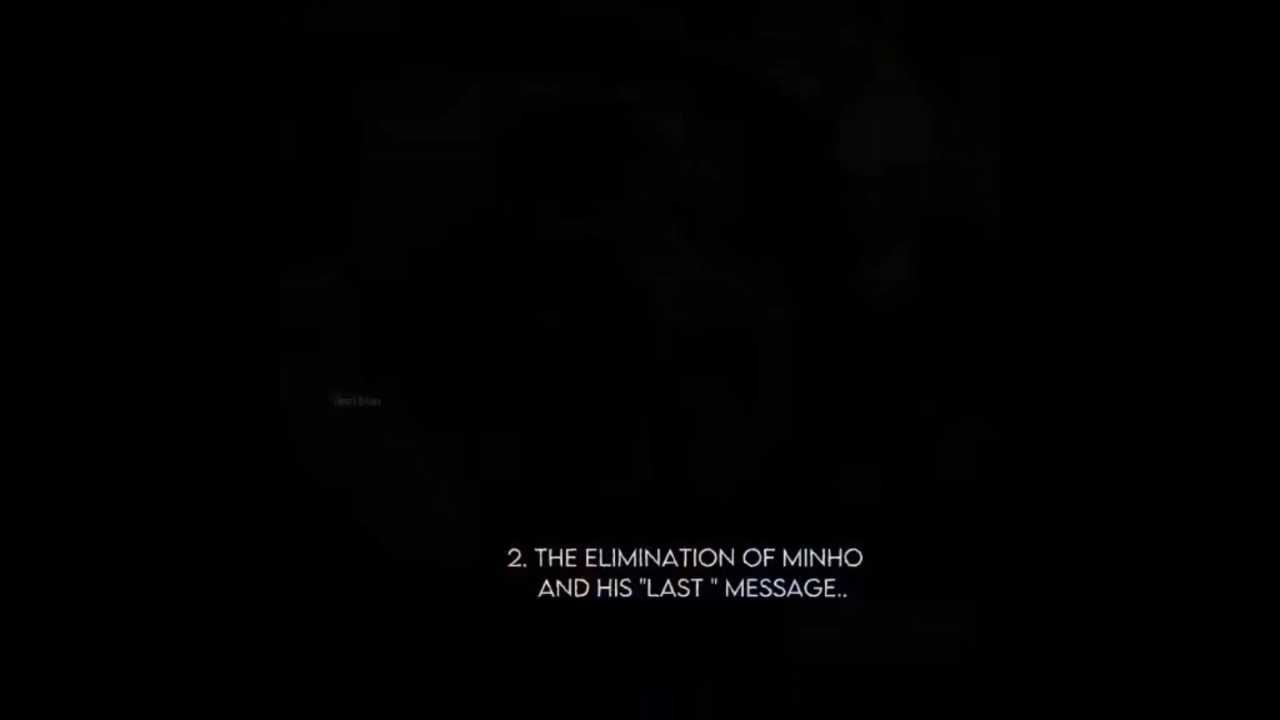 2. THE ELIMINATION OF MINHO
AND HIS "LAST " MESSAGE..